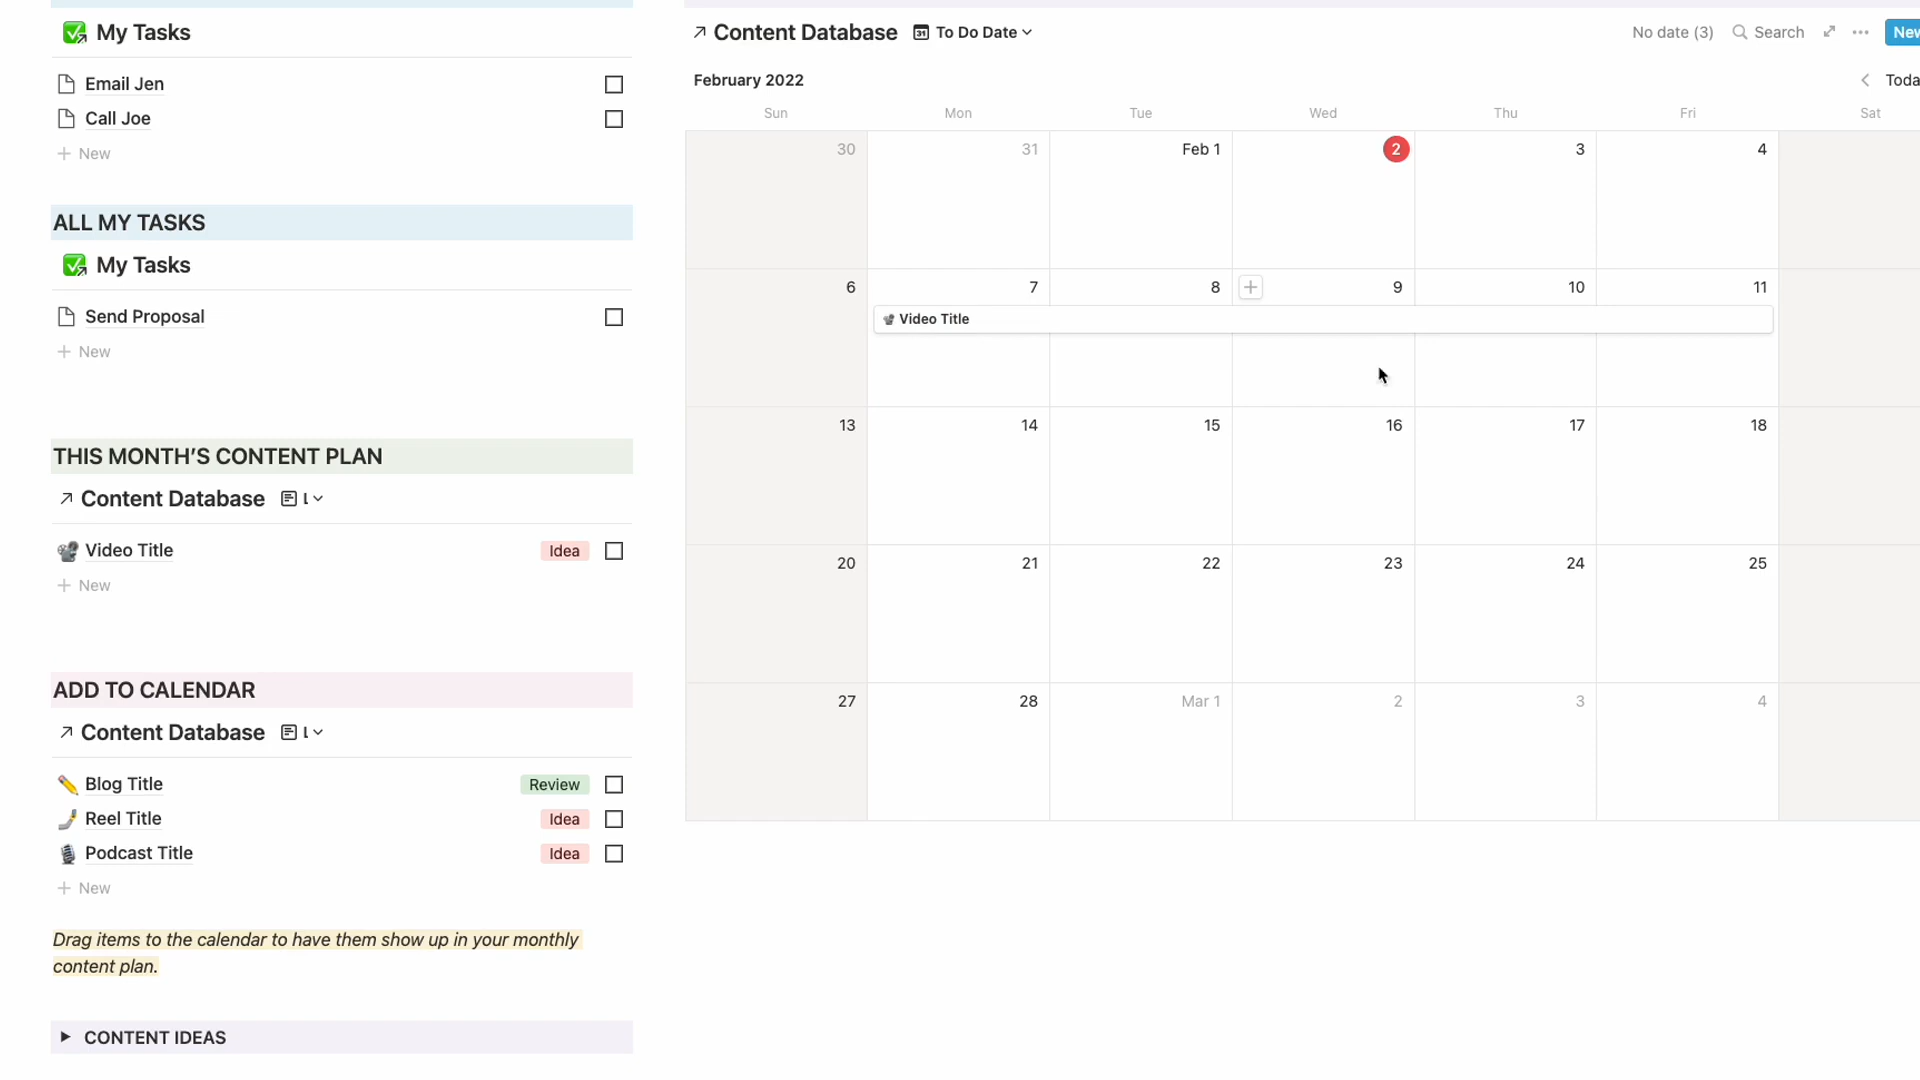 My Tasks
Email Jen
Call Joe
New
ALL MY TASKS
My Tasks
Send Proposal
New
THIS MONTH'S CONTENT PLAN
Content Database
Video Title Idea
New
ADD TO CALENDAR
Content Database
Blog Title Review
Reel Title Idea
Podcast Title Idea
New
Drag items to the calendar to have them show up in your monthly
content plan.
CONTENT IDEAS
Content Database To Do Date No date (3) Search New
February 2022 Toda
Sun Mon Tue Wed Thu Fri Sat
30 31 Feb 1 2 3 4
6 7 8 9 10 11
Video Title
13 14 15 16 17 18
20 21 22 23 24 25
27 28 Mar 1 2 3 4